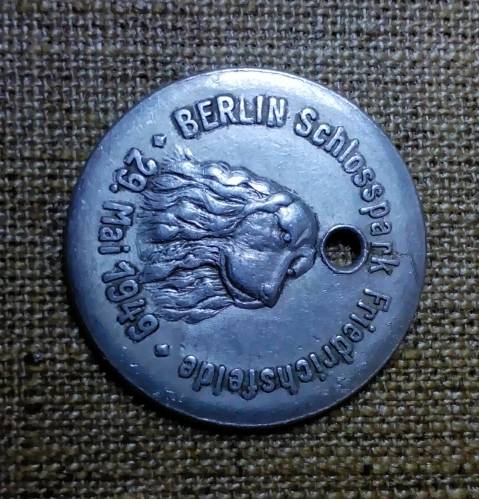 • BERLIN Schlosspark Friedrichsfelde •
29. Mai 1949